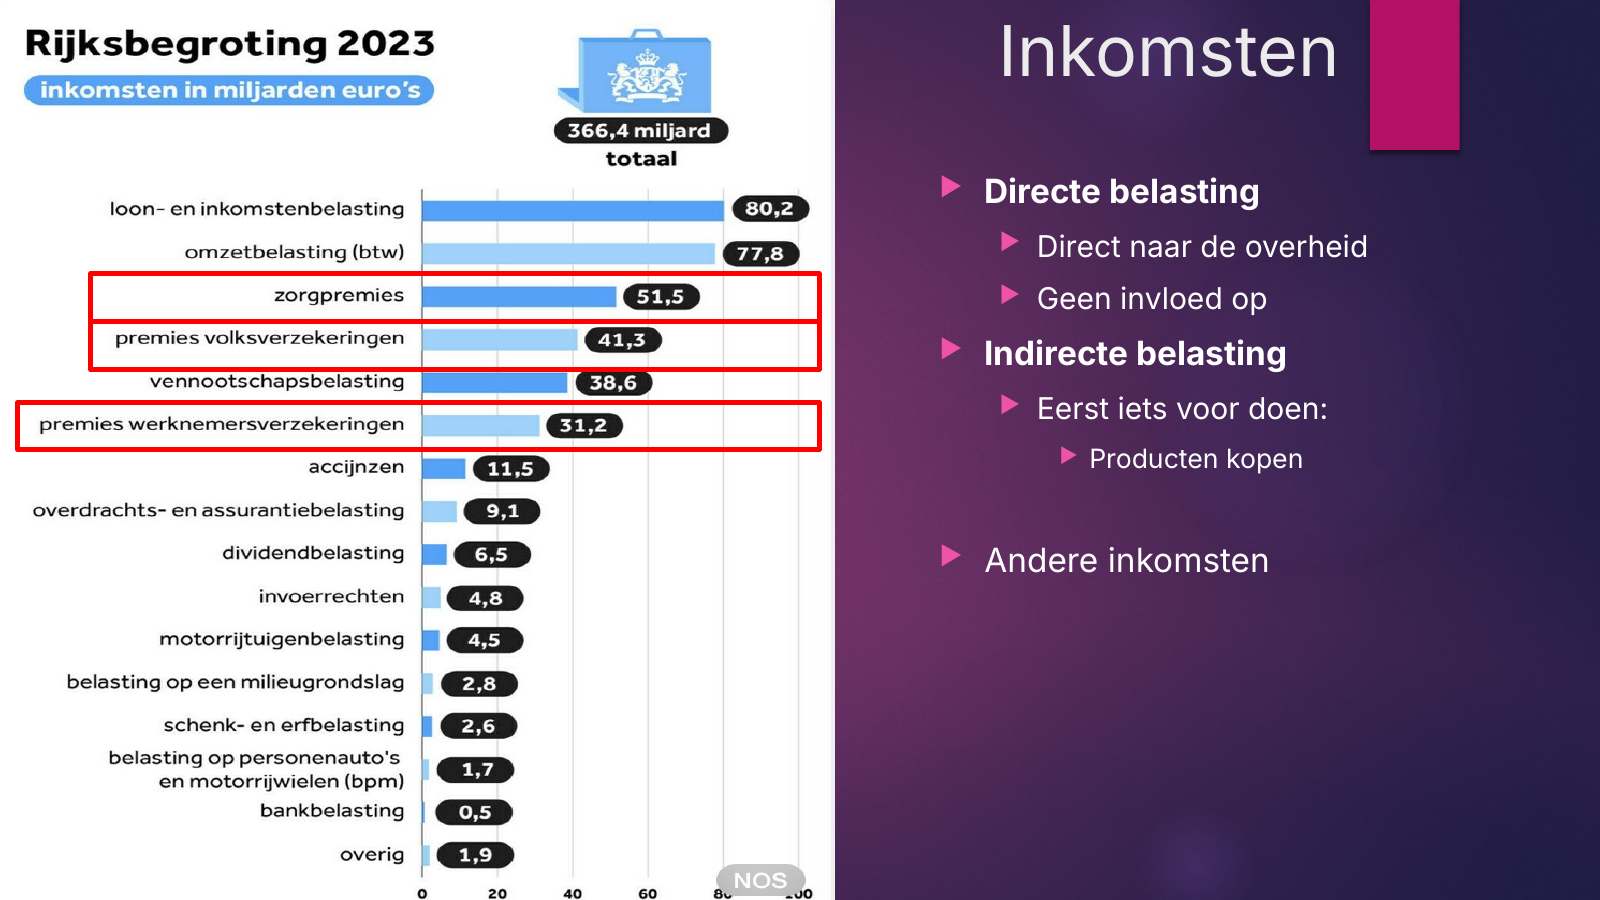 Rijksbegroting 2023
inkomsten in miljarden euro's
366,4 miljard
totaal
loon- en inkomstenbelasting 80,2
omzetbelasting (btw) 77,8
zorgpremies 51,5
premies volksverzekeringen 41,3
vennootschapsbelasting 38,6
premies werknemersverzekeringen 31,2
accijnzen 11,5
overdrachts- en assurantiebelasting 9,1
dividendbelasting 6,5
invoerrechten 4,8
motorrijtuigenbelasting 4,5
belasting op een milieugrondslag 2,8
schenk- en erfbelasting 2,6
belasting op personenauto's
en motorrijwielen (bpm) 1,7
bankbelasting 0,5
overig 1,9
0 20 40 60 80 100
NOS
Inkomsten
Directe belasting
Direct naar de overheid
Geen invloed op
Indirecte belasting
Eerst iets voor doen:
Producten kopen
Andere inkomsten